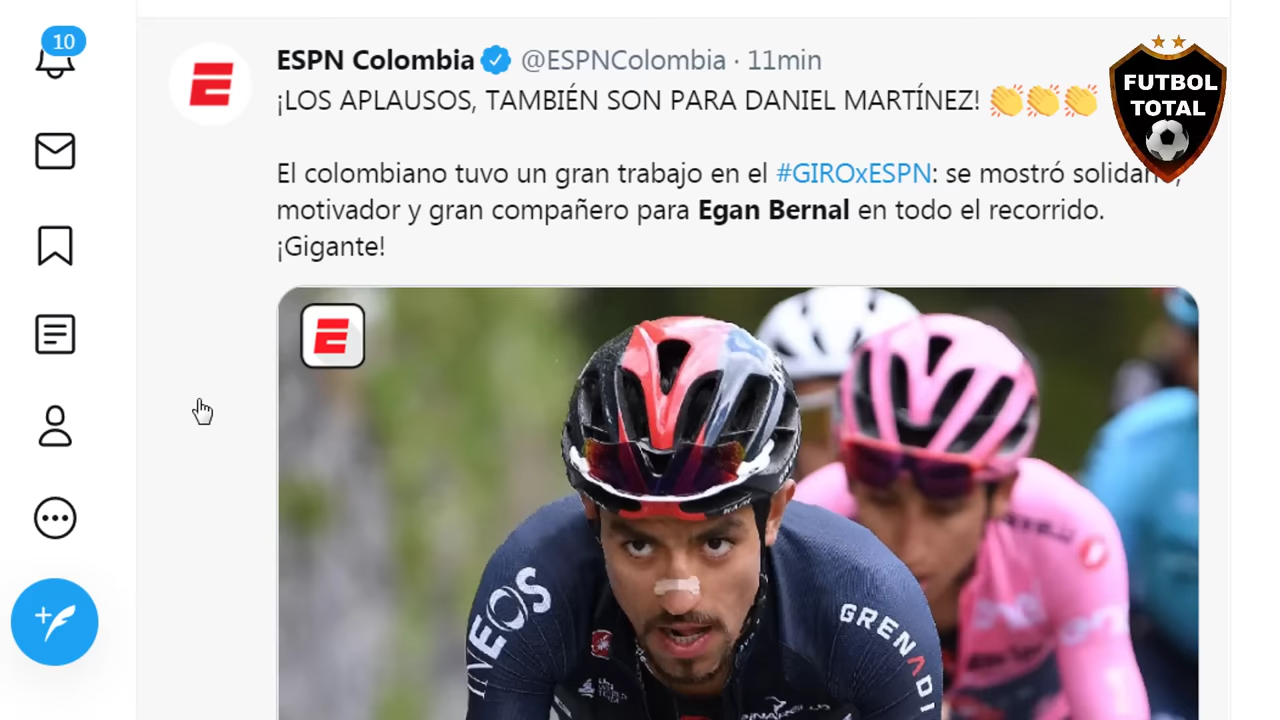 10
ESPN Colombia @ESPNColombia · 11min
¡LOS APLAUSOS, TAMBIÉN SON PARA DANIEL MARTÍNEZ! 👏👏👏
FUTBOL
TOTAL
El colombiano tuvo un gran trabajo en el #GIROxESPN: se mostró
motivador y gran compañero para Egan Bernal en todo el recorrido.
¡Gigante!
INEOS
GRENADI